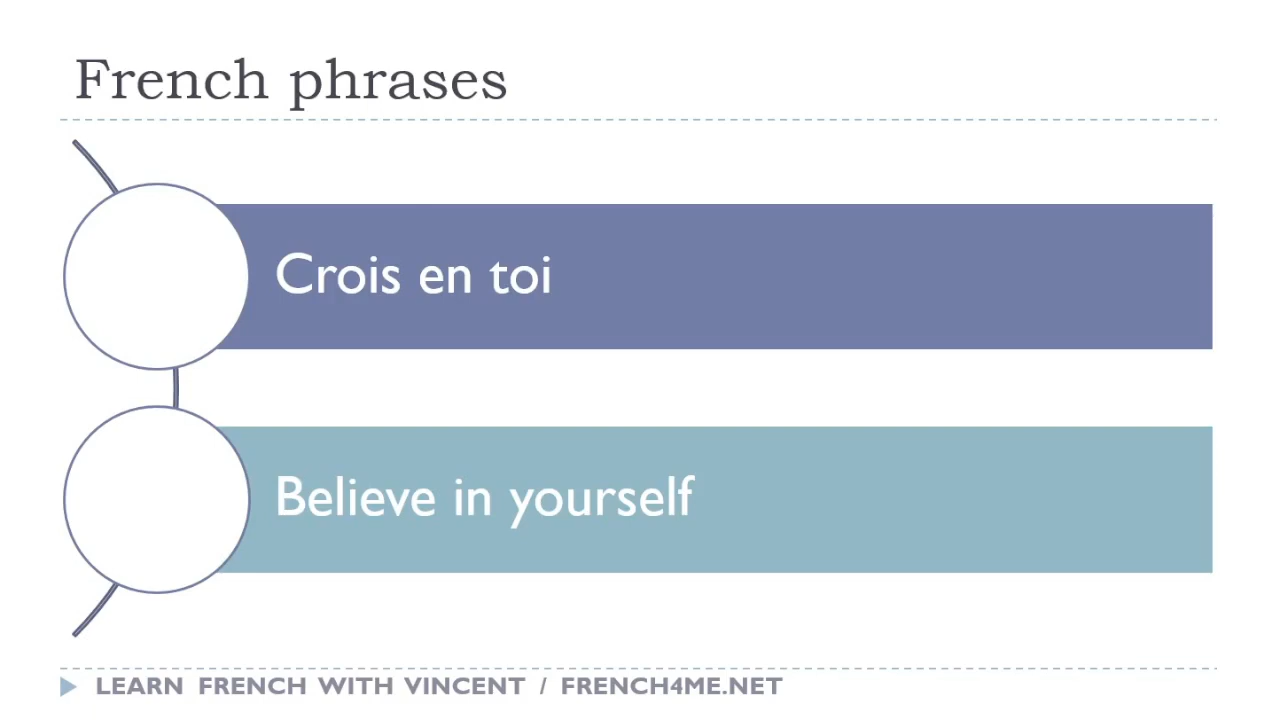 French phrases
Crois en toi
Believe in yourself
LEARN FRENCH WITH VINCENT / FRENCH4ME.NET